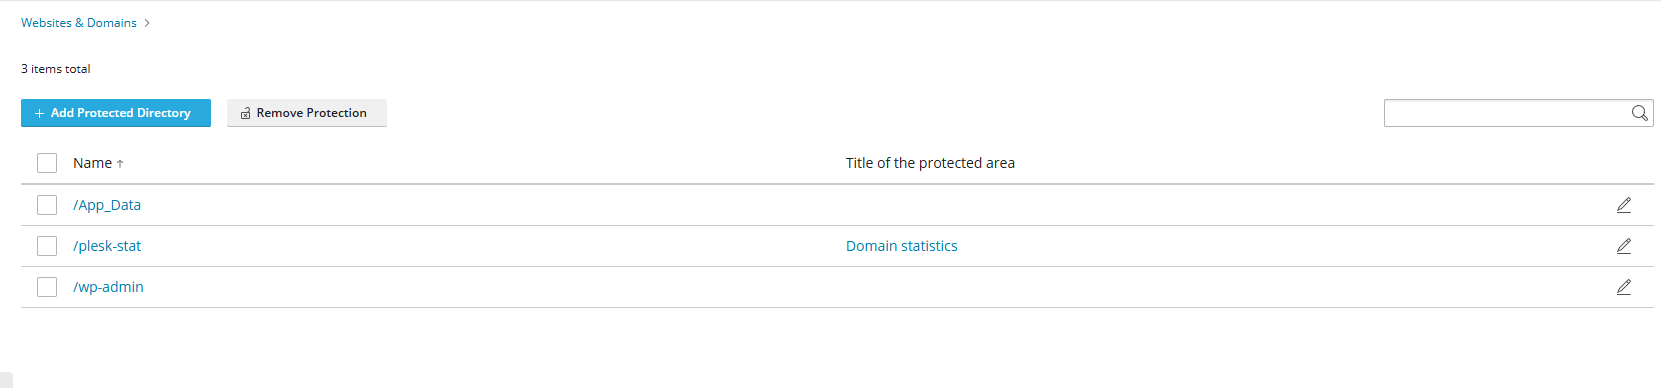 Websites & Domains >
3 items total
+ Add Protected Directory Remove Protection
Name ↑ Title of the protected area
/App_Data
/plesk-stat Domain statistics
/wp-admin